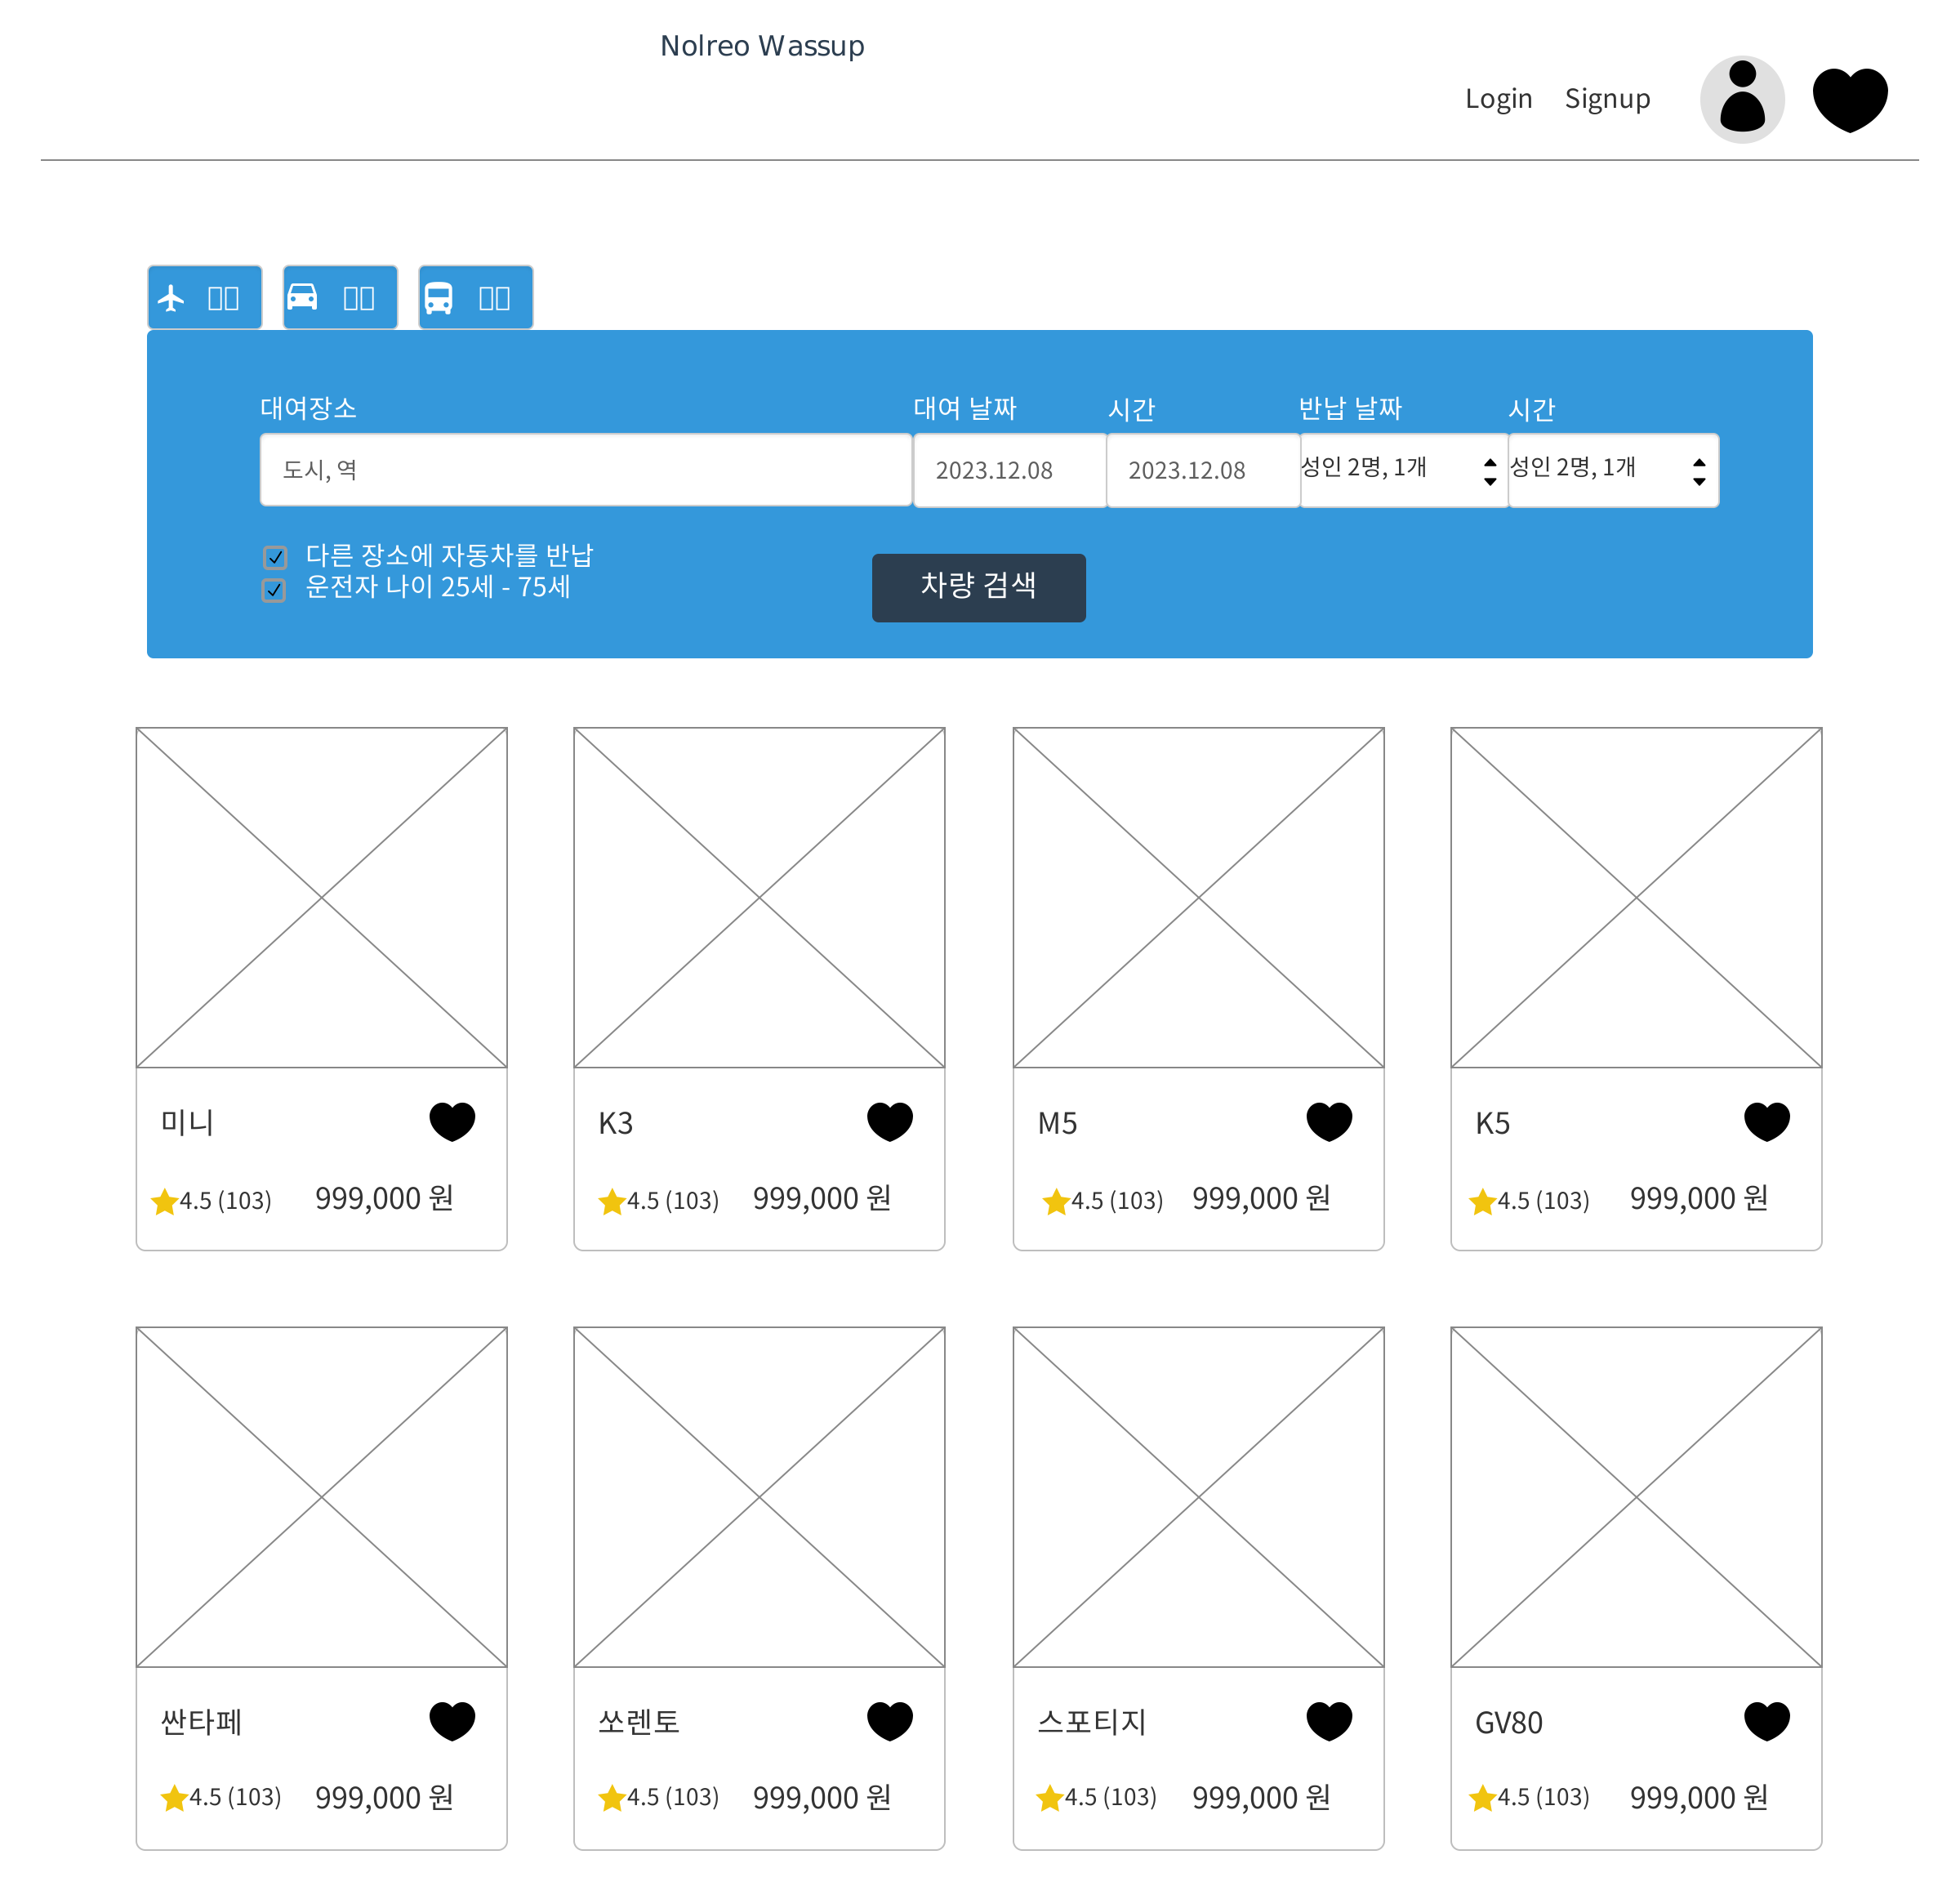 Nolreo Wassup
Login Signup
대여장소 대여 날짜 시간 반납 날짜 시간
도시, 역 2023.12.08 2023.12.08 성인 2명, 1개 성인 2명, 1개
다른 장소에 자동차를 반납
운전자 나이 25세 - 75세
차량 검색
미니 K3 M5 K5
4.5 (103) 999,000 원 4.5 (103) 999,000 원 4.5 (103) 999,000 원 4.5 (103) 999,000 원
싼타페 쏘렌토 스포티지 GV80
4.5 (103) 999,000 원 4.5 (103) 999,000 원 4.5 (103) 999,000 원 4.5 (103) 999,000 원